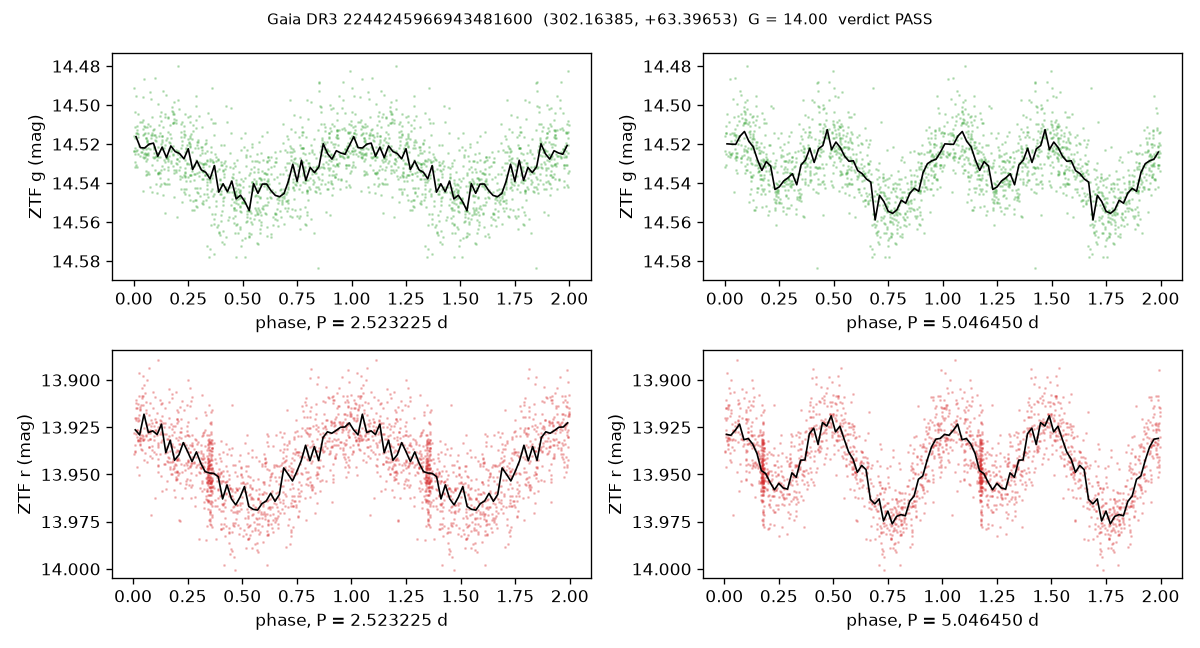 Gaia DR3 2244245966943481600  (302.16385, +63.39653)  G = 14.00  verdict PASS
ZTF g (mag)
14.48
14.50
14.52
14.54
14.56
14.58
0.00 0.25 0.50 0.75 1.00 1.25 1.50 1.75 2.00
phase, P = 2.523225 d
ZTF g (mag)
14.48
14.50
14.52
14.54
14.56
14.58
0.00 0.25 0.50 0.75 1.00 1.25 1.50 1.75 2.00
phase, P = 5.046450 d
ZTF r (mag)
13.900
13.925
13.950
13.975
14.000
0.00 0.25 0.50 0.75 1.00 1.25 1.50 1.75 2.00
phase, P = 2.523225 d
ZTF r (mag)
13.900
13.925
13.950
13.975
14.000
0.00 0.25 0.50 0.75 1.00 1.25 1.50 1.75 2.00
phase, P = 5.046450 d